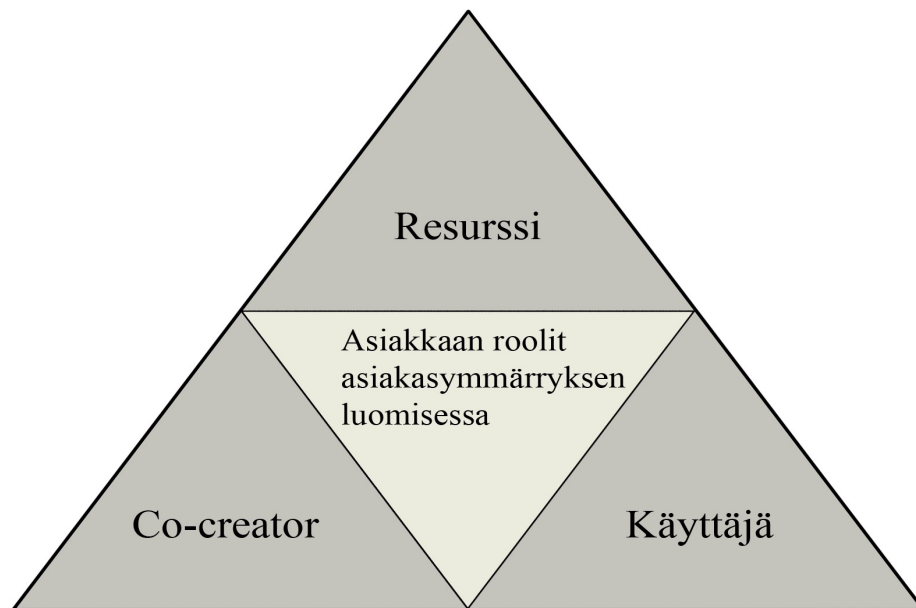 Resurssi
Asiakkaan roolit
asiakasymmärryksen
luomisessa
Co-creator
Käyttäjä